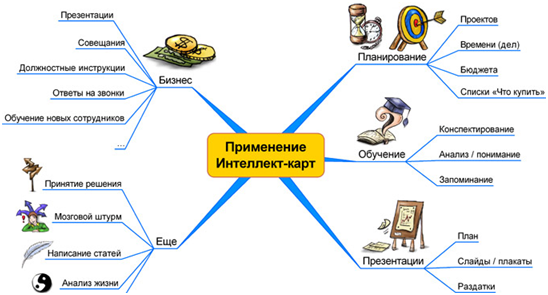 Применение
Интеллект-карт
Планирование
Проектов
Времени (дел)
Бюджета
Списки «Что купить»
Обучение
Конспектирование
Анализ / понимание
Запоминание
Презентации
План
Слайды / плакаты
Раздатки
Бизнес
Презентации
Совещания
Должностные инструкции
Ответы на звонки
Обучение новых сотрудников
...
Еще
Принятие решения
Мозговой штурм
Написание статей
Анализ жизни